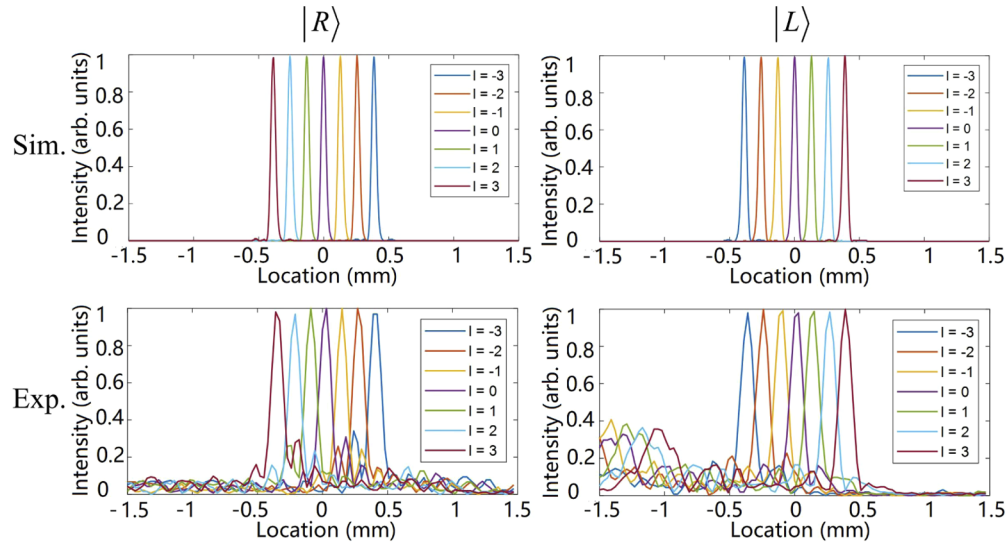 |R⟩ |L⟩
Sim.
Intensity (arb. units)
1
0.8
0.6
0.4
0.2
0
-1.5 -1 -0.5 0 0.5 1 1.5
Location (mm)
l = -3
l = -2
l = -1
l = 0
l = 1
l = 2
l = 3
Intensity (arb. units)
1
0.8
0.6
0.4
0.2
0
-1.5 -1 -0.5 0 0.5 1 1.5
Location (mm)
l = -3
l = -2
l = -1
l = 0
l = 1
l = 2
l = 3
Exp.
Intensity (arb. units)
1
0.8
0.6
0.4
0.2
0
-1.5 -1 -0.5 0 0.5 1 1.5
Location (mm)
l = -3
l = -2
l = -1
l = 0
l = 1
l = 2
l = 3
Intensity (arb. units)
1
0.8
0.6
0.4
0.2
0
-1.5 -1 -0.5 0 0.5 1 1.5
Location (mm)
l = -3
l = -2
l = -1
l = 0
l = 1
l = 2
l = 3